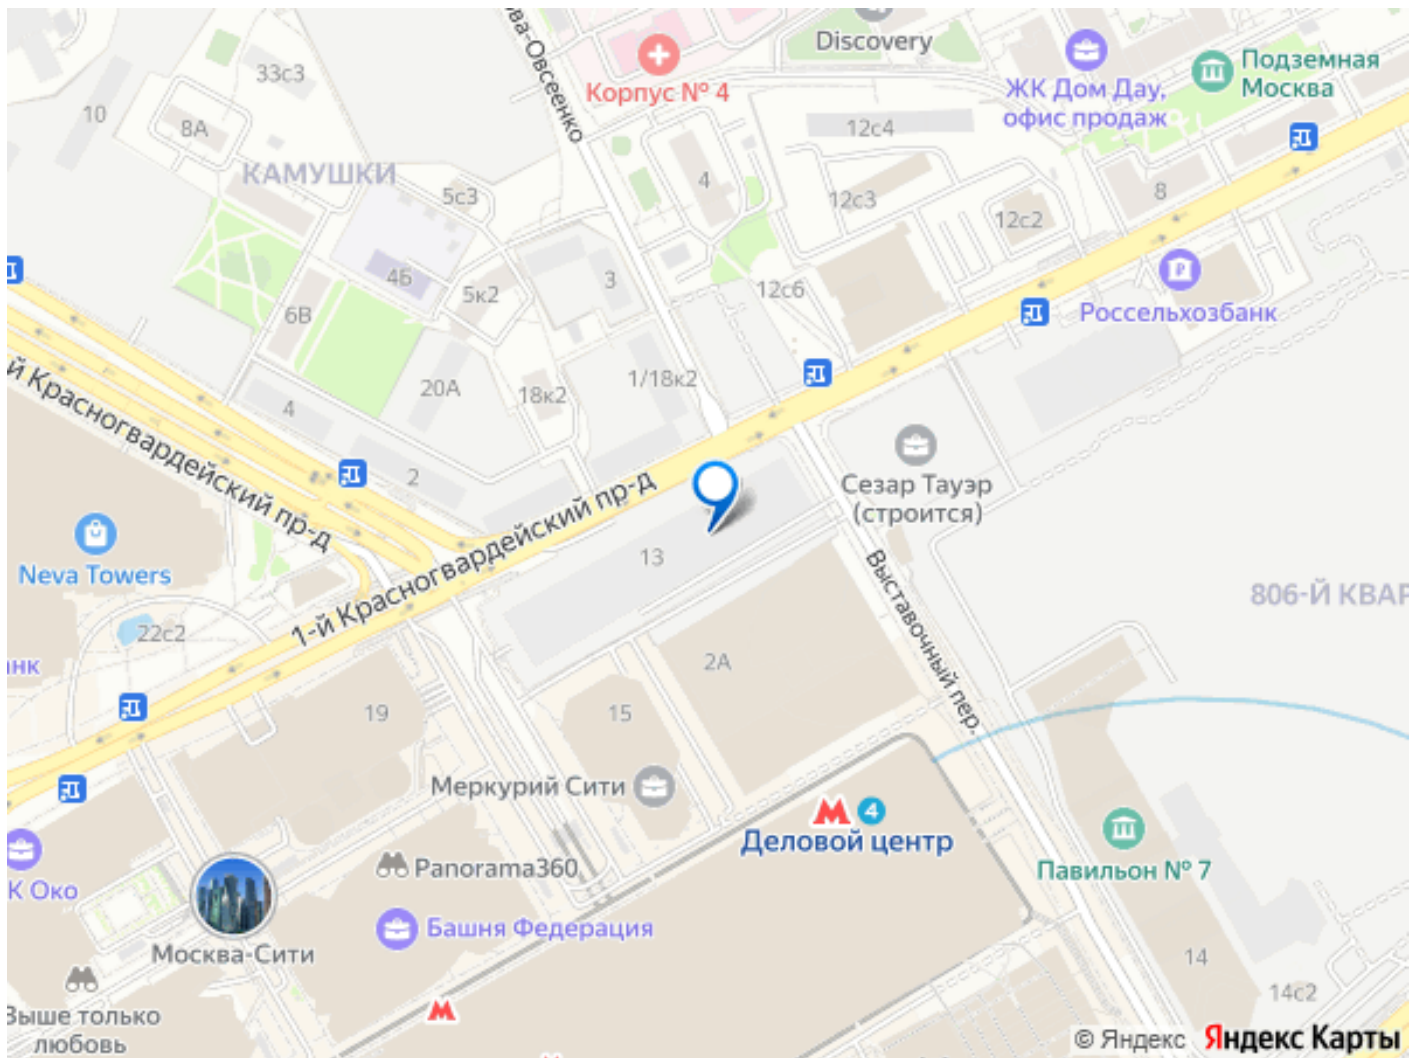 ва-Овсеенко
Discovery
Подземная
Москва
33с3
Корпус № 4
ЖК Дом Дау,
офис продаж
10
8А
12с4
КАМУШКИ
5с3
4
12с3
8
12с2
4Б
5к2
3
12с6
6В
Россельхозбанк
1/18к2
20А
18к2
4
й Красногвардейский пр-д
2
Сезар Тауэр
(строится)
1-й Красногвардейский пр-д
13
Neva Towers
Выставочный пер.
806-Й КВАР
22с2
нк
2А
19
15
Меркурий Сити
М
4
Деловой центр
Павильон № 7
К Око
Panorama360
Башня Федерация
Москва-Сити
14
14с2
М
Выше только
любовь
© Яндекс Яндекс Карты